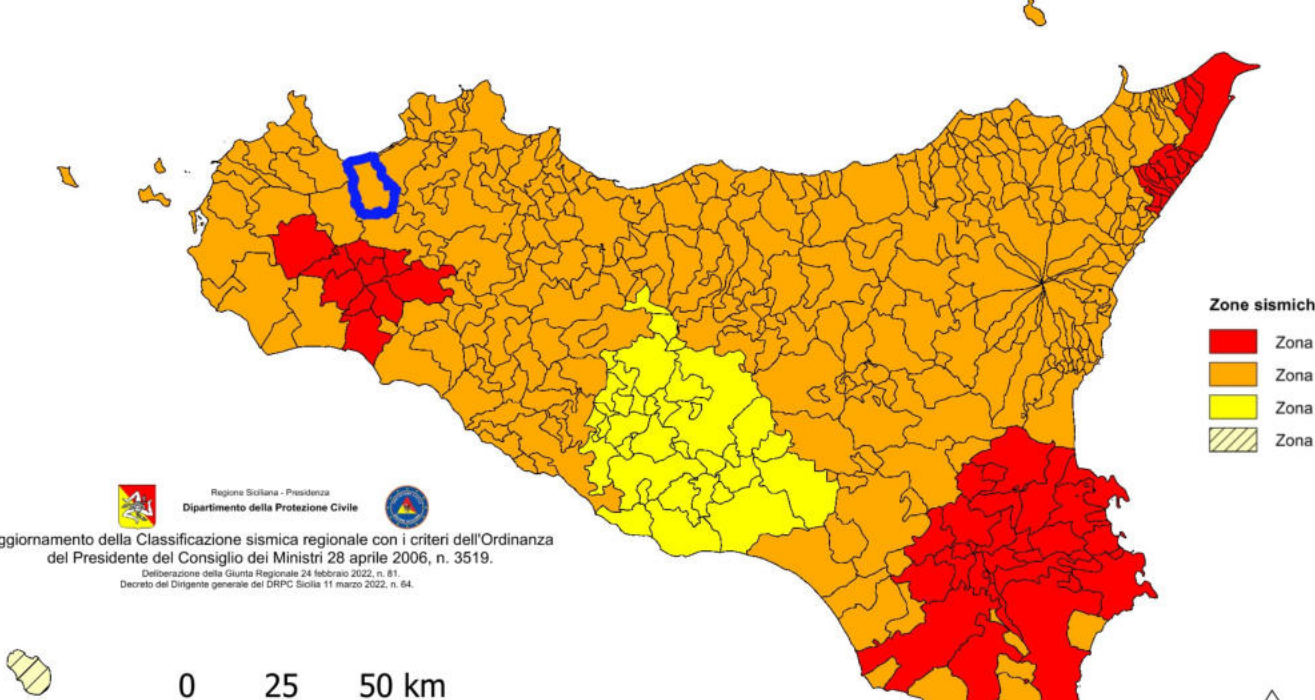 Zone sismich
Zona
Zona
Zona
Zona
Regione Siciliana - Presidenza
Dipartimento della Protezione Civile
ggiornamento della Classificazione sismica regionale con i criteri dell'Ordinanza
del Presidente del Consiglio dei Ministri 28 aprile 2006, n. 3519.
Deliberazione della Giunta Regionale 24 febbraio 2022, n. 81.
Decreto del Dirigente generale del DRPC Sicilia 11 marzo 2022, n. 64.
0 25 50 km